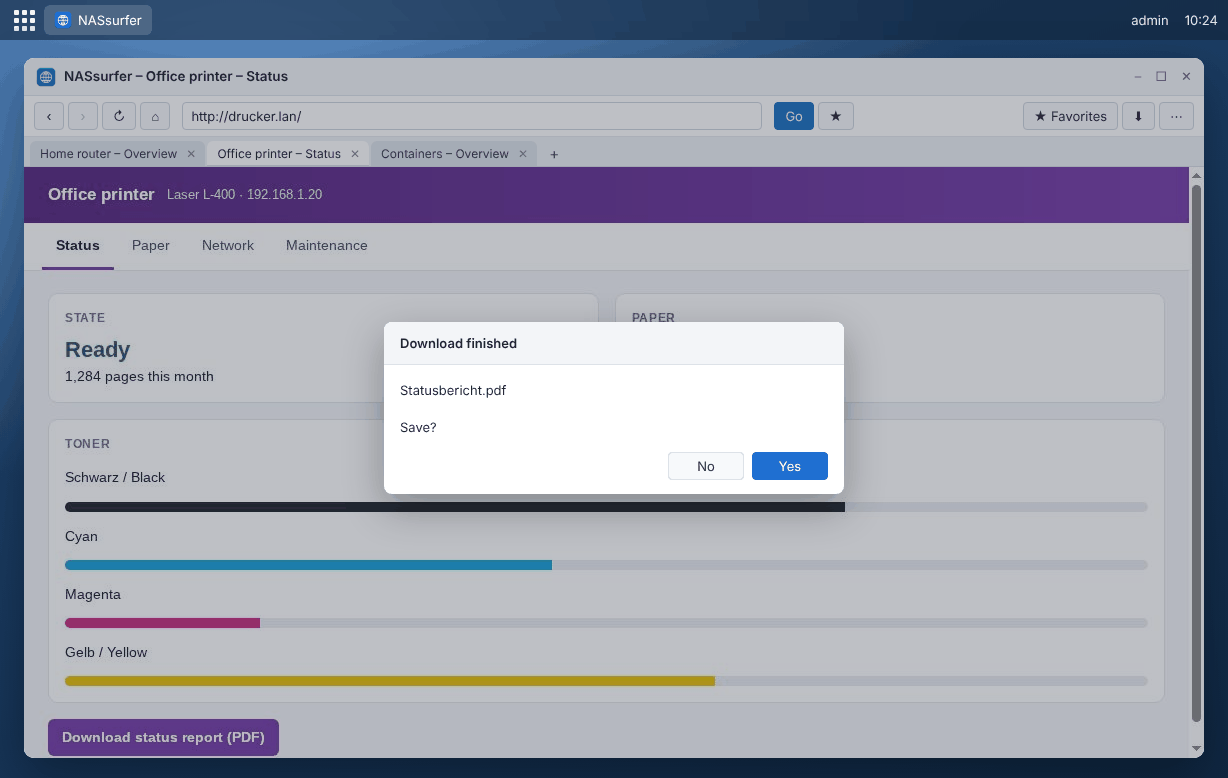 NASsurfer
admin 10:24
NASsurfer – Office printer – Status
http://drucker.lan/
Go
★ Favorites
Home router – Overview
Office printer – Status
Containers – Overview
Office printer Laser L-400 · 192.168.1.20
Status Paper Network Maintenance
STATE
Ready
1,284 pages this month
PAPER
Download finished
Statusbericht.pdf
Save?
No Yes
TONER
Schwarz / Black
Cyan
Magenta
Gelb / Yellow
Download status report (PDF)